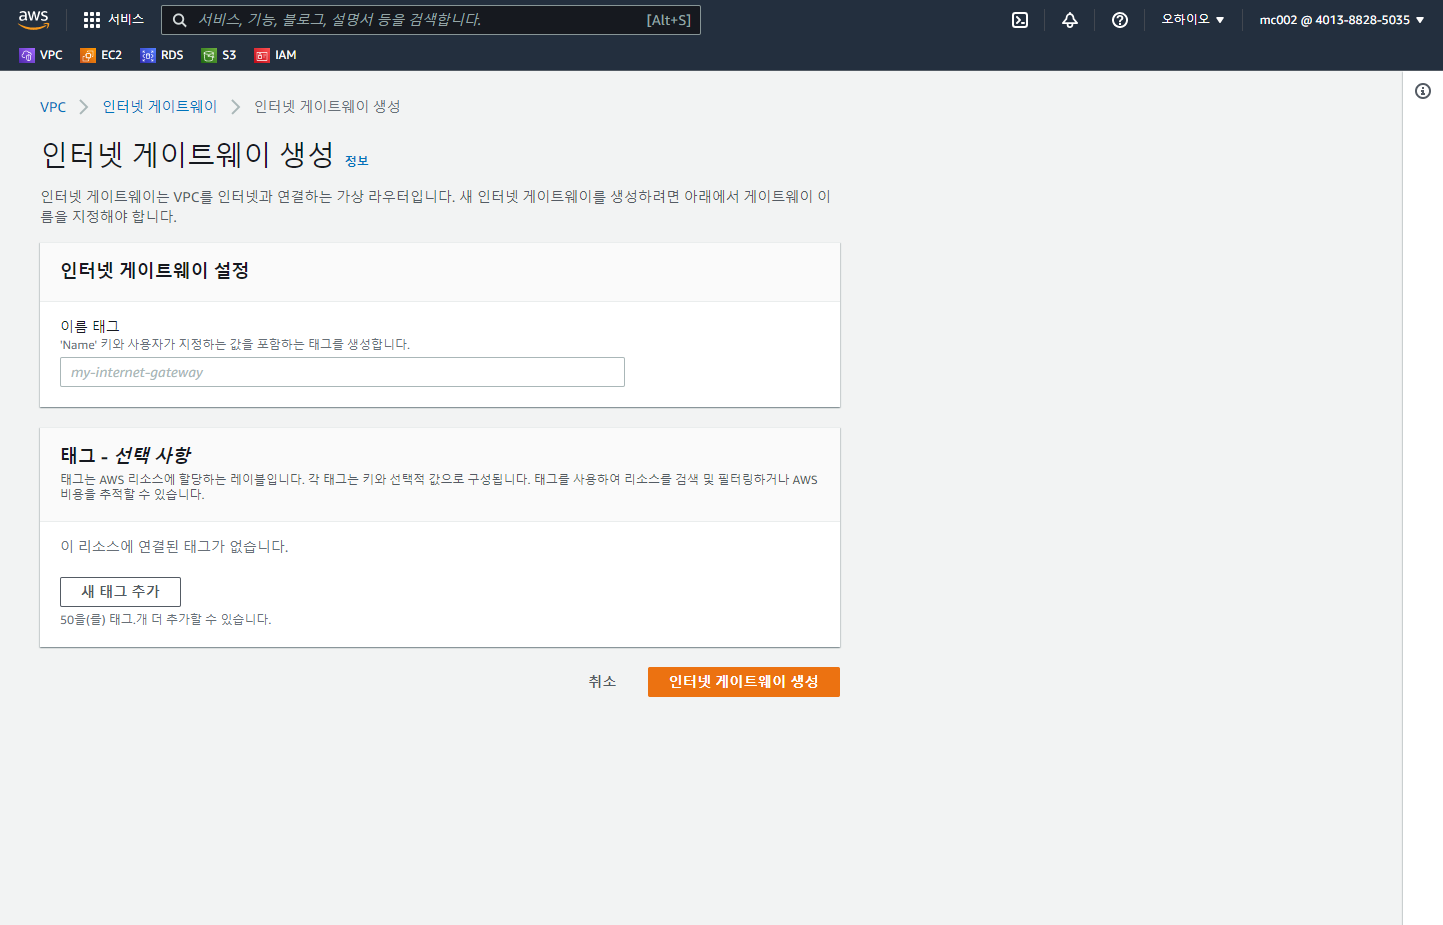 aws
서비스
서비스, 기능, 블로그, 설명서 등을 검색합니다.
[Alt+S]
오하이오 ▼
mc002 @ 4013-8828-5035 ▼
VPC
EC2
RDS
S3
IAM
VPC > 인터넷 게이트웨이 > 인터넷 게이트웨이 생성
인터넷 게이트웨이 생성 정보
인터넷 게이트웨이는 VPC를 인터넷과 연결하는 가상 라우터입니다. 새 인터넷 게이트웨이를 생성하려면 아래에서 게이트웨이 이
름을 지정해야 합니다.
인터넷 게이트웨이 설정
이름 태그
'Name' 키와 사용자가 지정하는 값을 포함하는 태그를 생성합니다.
my-internet-gateway
태그 - 선택 사항
태그는 AWS 리소스에 할당하는 레이블입니다. 각 태그는 키와 선택적 값으로 구성됩니다. 태그를 사용하여 리소스를 검색 및 필터링하거나 AWS
비용을 추적할 수 있습니다.
이 리소스에 연결된 태그가 없습니다.
새 태그 추가
50을(를) 태그.개 더 추가할 수 있습니다.
취소
인터넷 게이트웨이 생성